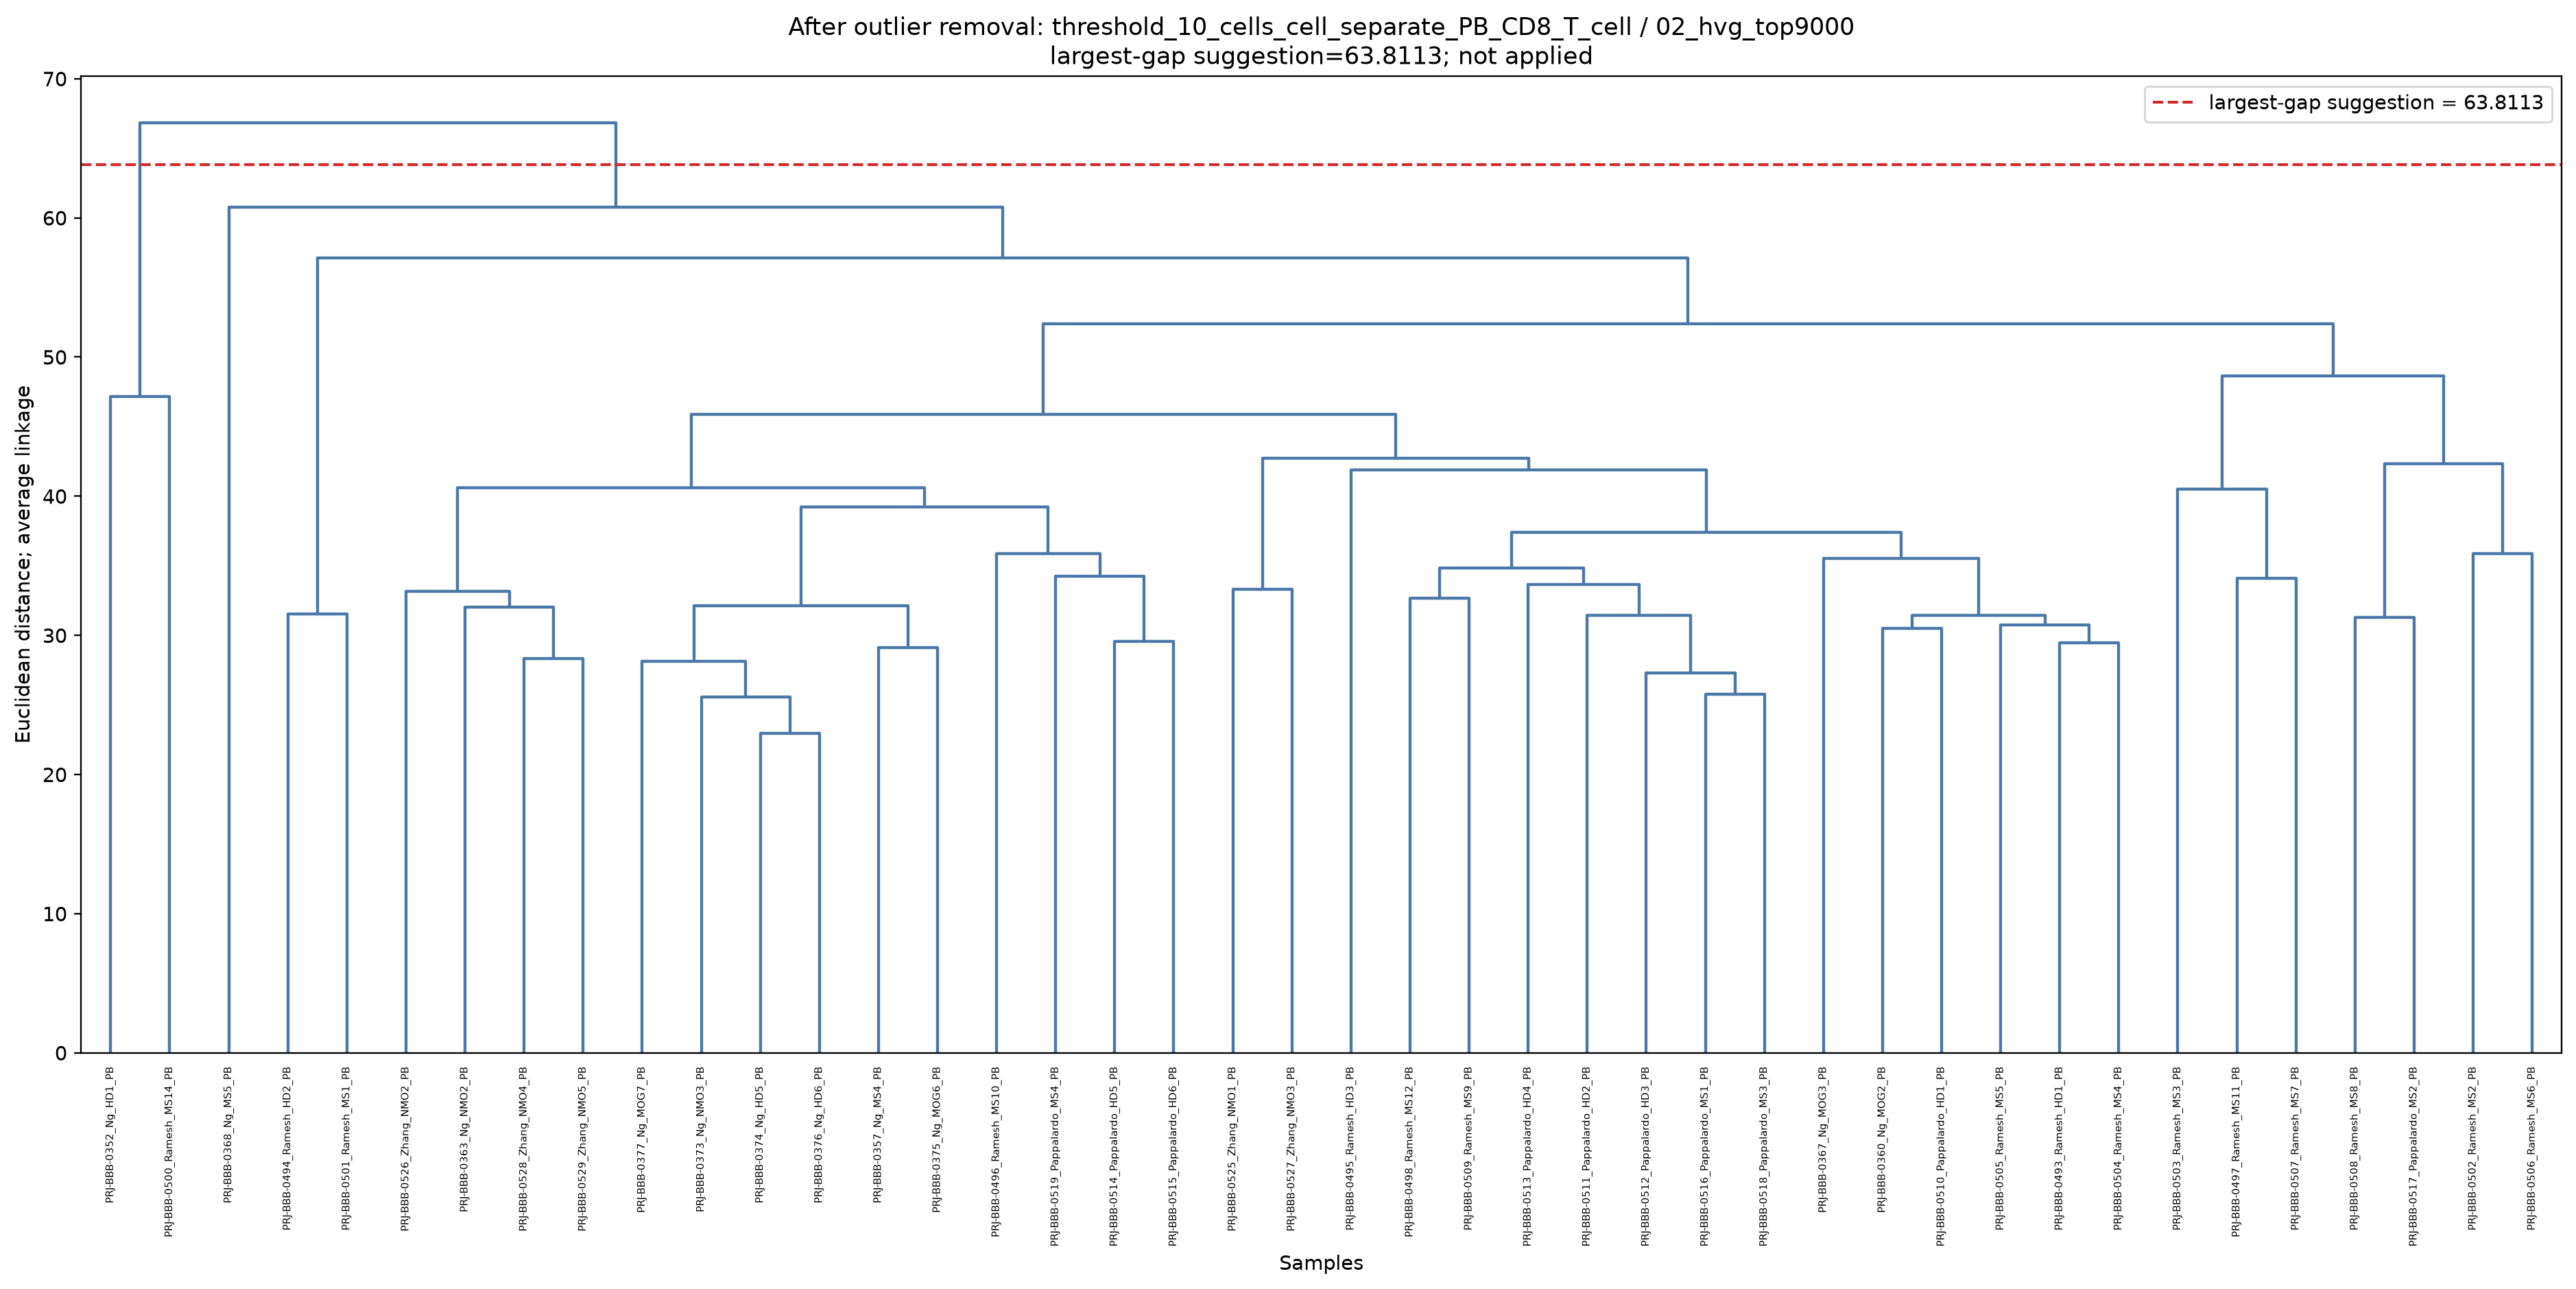 After outlier removal: threshold_10_cells_cell_separate_PB_CD8_T_cell / 02_hvg_top9000
largest-gap suggestion=63.8113; not applied
largest-gap suggestion = 63.8113
70
60
50
40
30
20
10
0
Euclidean distance; average linkage
PRJ-BBB-0352_Ng_HD1_PB
PRJ-BBB-0500_Ramesh_MS14_PB
PRJ-BBB-0368_Ng_MS5_PB
PRJ-BBB-0494_Ramesh_HD2_PB
PRJ-BBB-0501_Ramesh_MS1_PB
PRJ-BBB-0526_Zhang_NMO2_PB
PRJ-BBB-0363_Ng_NMO2_PB
PRJ-BBB-0528_Zhang_NMO4_PB
PRJ-BBB-0529_Zhang_NMO5_PB
PRJ-BBB-0377_Ng_MOG7_PB
PRJ-BBB-0373_Ng_NMO3_PB
PRJ-BBB-0374_Ng_HD5_PB
PRJ-BBB-0376_Ng_HD6_PB
PRJ-BBB-0357_Ng_MS4_PB
PRJ-BBB-0375_Ng_MOG6_PB
PRJ-BBB-0496_Ramesh_MS10_PB
PRJ-BBB-0519_Pappalardo_MS4_PB
PRJ-BBB-0514_Pappalardo_HD5_PB
PRJ-BBB-0515_Pappalardo_HD6_PB
PRJ-BBB-0525_Zhang_NMO1_PB
PRJ-BBB-0527_Zhang_NMO3_PB
PRJ-BBB-0495_Ramesh_HD3_PB
PRJ-BBB-0498_Ramesh_MS12_PB
PRJ-BBB-0509_Ramesh_MS9_PB
PRJ-BBB-0513_Pappalardo_HD4_PB
PRJ-BBB-0511_Pappalardo_HD2_PB
PRJ-BBB-0512_Pappalardo_HD3_PB
PRJ-BBB-0516_Pappalardo_MS1_PB
PRJ-BBB-0518_Pappalardo_MS3_PB
PRJ-BBB-0367_Ng_MOG3_PB
PRJ-BBB-0360_Ng_MOG2_PB
PRJ-BBB-0510_Pappalardo_HD1_PB
PRJ-BBB-0505_Ramesh_MS5_PB
PRJ-BBB-0493_Ramesh_HD1_PB
PRJ-BBB-0504_Ramesh_MS4_PB
PRJ-BBB-0503_Ramesh_MS3_PB
PRJ-BBB-0497_Ramesh_MS11_PB
PRJ-BBB-0507_Ramesh_MS7_PB
PRJ-BBB-0508_Ramesh_MS8_PB
PRJ-BBB-0517_Pappalardo_MS2_PB
PRJ-BBB-0502_Ramesh_MS2_PB
PRJ-BBB-0506_Ramesh_MS6_PB
Samples